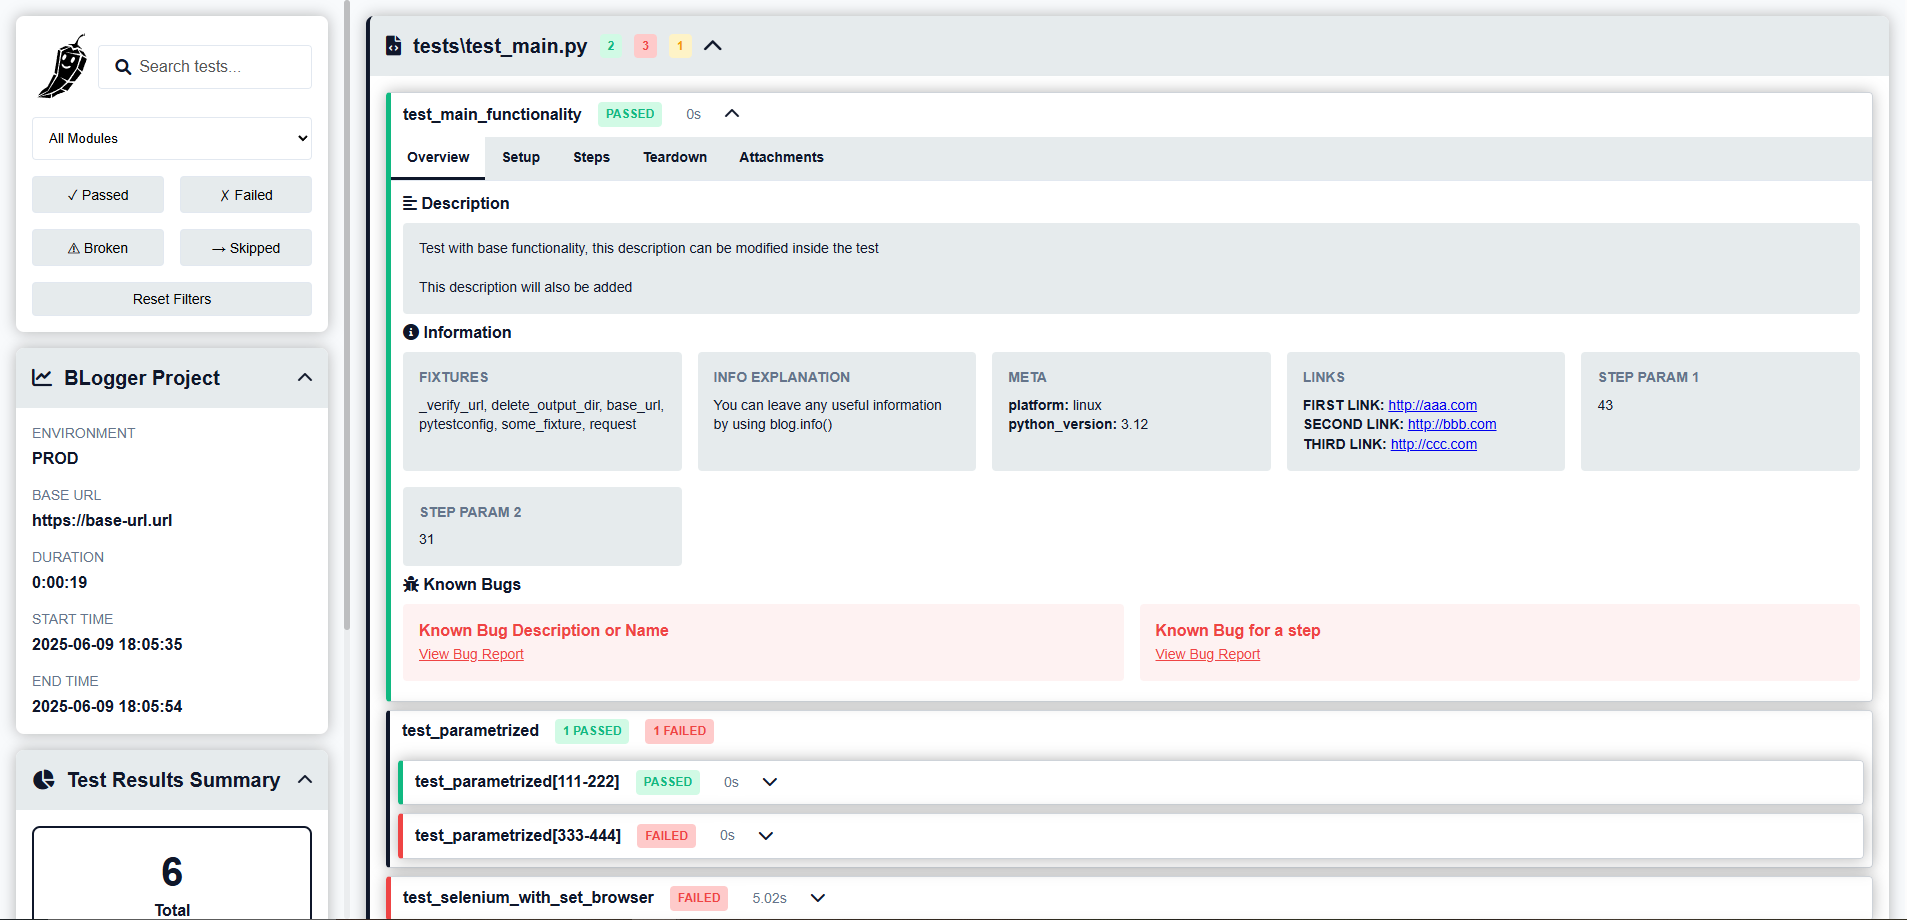 Search tests...
All Modules
✓ Passed
✗ Failed
⚠ Broken
→ Skipped
Reset Filters
BLogger Project
ENVIRONMENT
PROD
BASE URL
https://base-url.url
DURATION
0:00:19
START TIME
2025-06-09 18:05:35
END TIME
2025-06-09 18:05:54
Test Results Summary
6
Total
tests\test_main.py 2 3 1
test_main_functionality PASSED 0s
Overview Setup Steps Teardown Attachments
Description
Test with base functionality, this description can be modified inside the test
This description will also be added
Information
FIXTURES
_verify_url, delete_output_dir, base_url,
pytestconfig, some_fixture, request
INFO EXPLANATION
You can leave any useful information
by using blog.info()
META
platform: linux
python_version: 3.12
LINKS
FIRST LINK: http://aaa.com
SECOND LINK: http://bbb.com
THIRD LINK: http://ccc.com
STEP PARAM 1
43
STEP PARAM 2
31
Known Bugs
Known Bug Description or Name
View Bug Report
Known Bug for a step
View Bug Report
test_parametrized 1 PASSED 1 FAILED
test_parametrized[111-222] PASSED 0s
test_parametrized[333-444] FAILED 0s
test_selenium_with_set_browser FAILED 5.02s